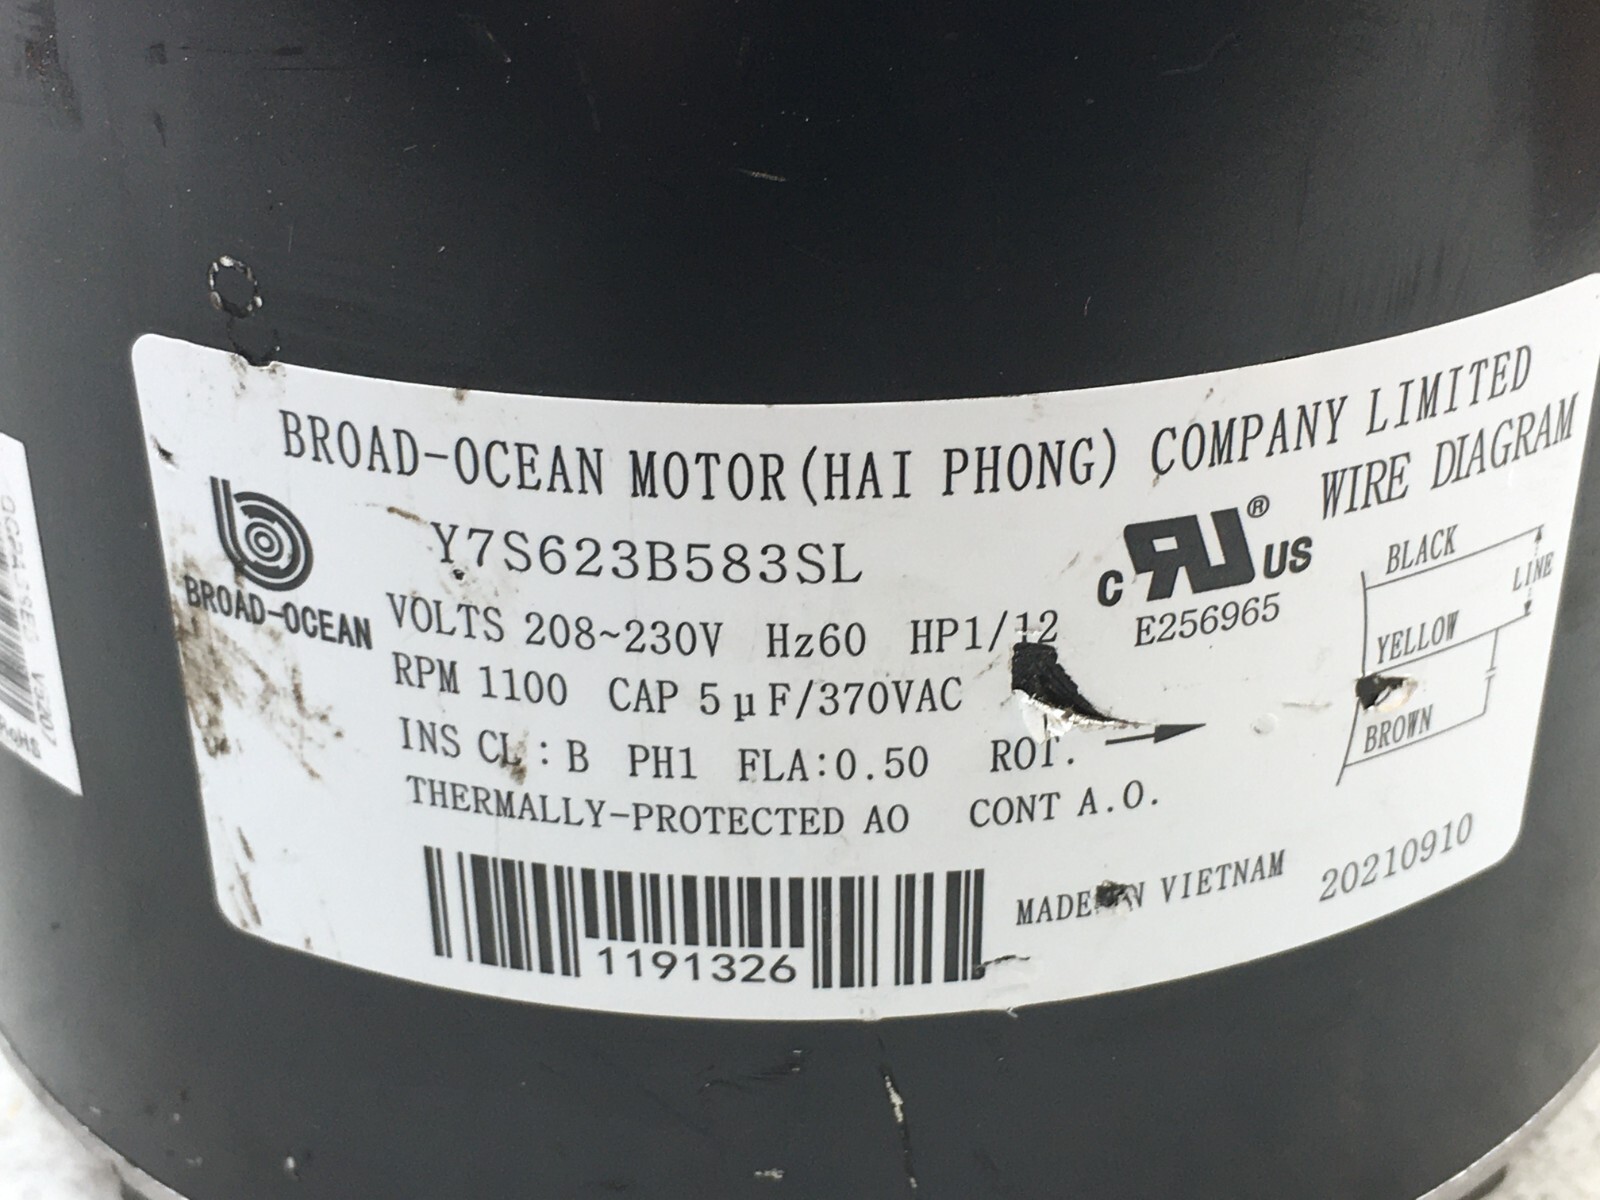 BROAD-OCEAN MOTOR(HAI PHONG) COMPANY LIMITED
BROAD-OCEAN
Y7S623B583SL
cRUus®
E256965
VOLTS 208~230V Hz60 HP1/12
RPM 1100 CAP 5μF/370VAC
INS CL:B PH1 FLA:0.50 ROT.
THERMALLY-PROTECTED AO CONT A.O.
1191326
MADE IN VIETNAM
20210910
WIRE DIAGRAM
BLACK
LINE
YELLOW
BROWN
RoHS